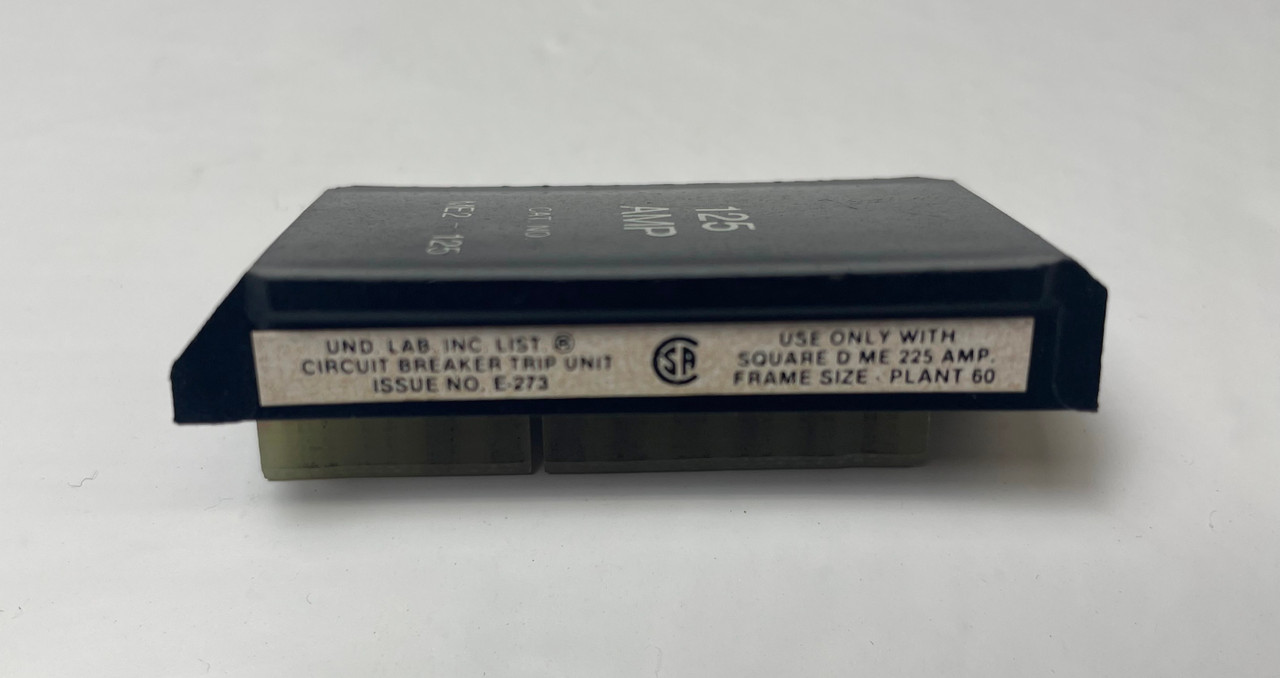 125
AMP
CAT NO
ME2-125
UND. LAB. INC. LIST. ®
CIRCUIT BREAKER TRIP UNIT
ISSUE NO. E-273
CSA
USE ONLY WITH
SQUARE D ME 225 AMP.
FRAME SIZE - PLANT 60